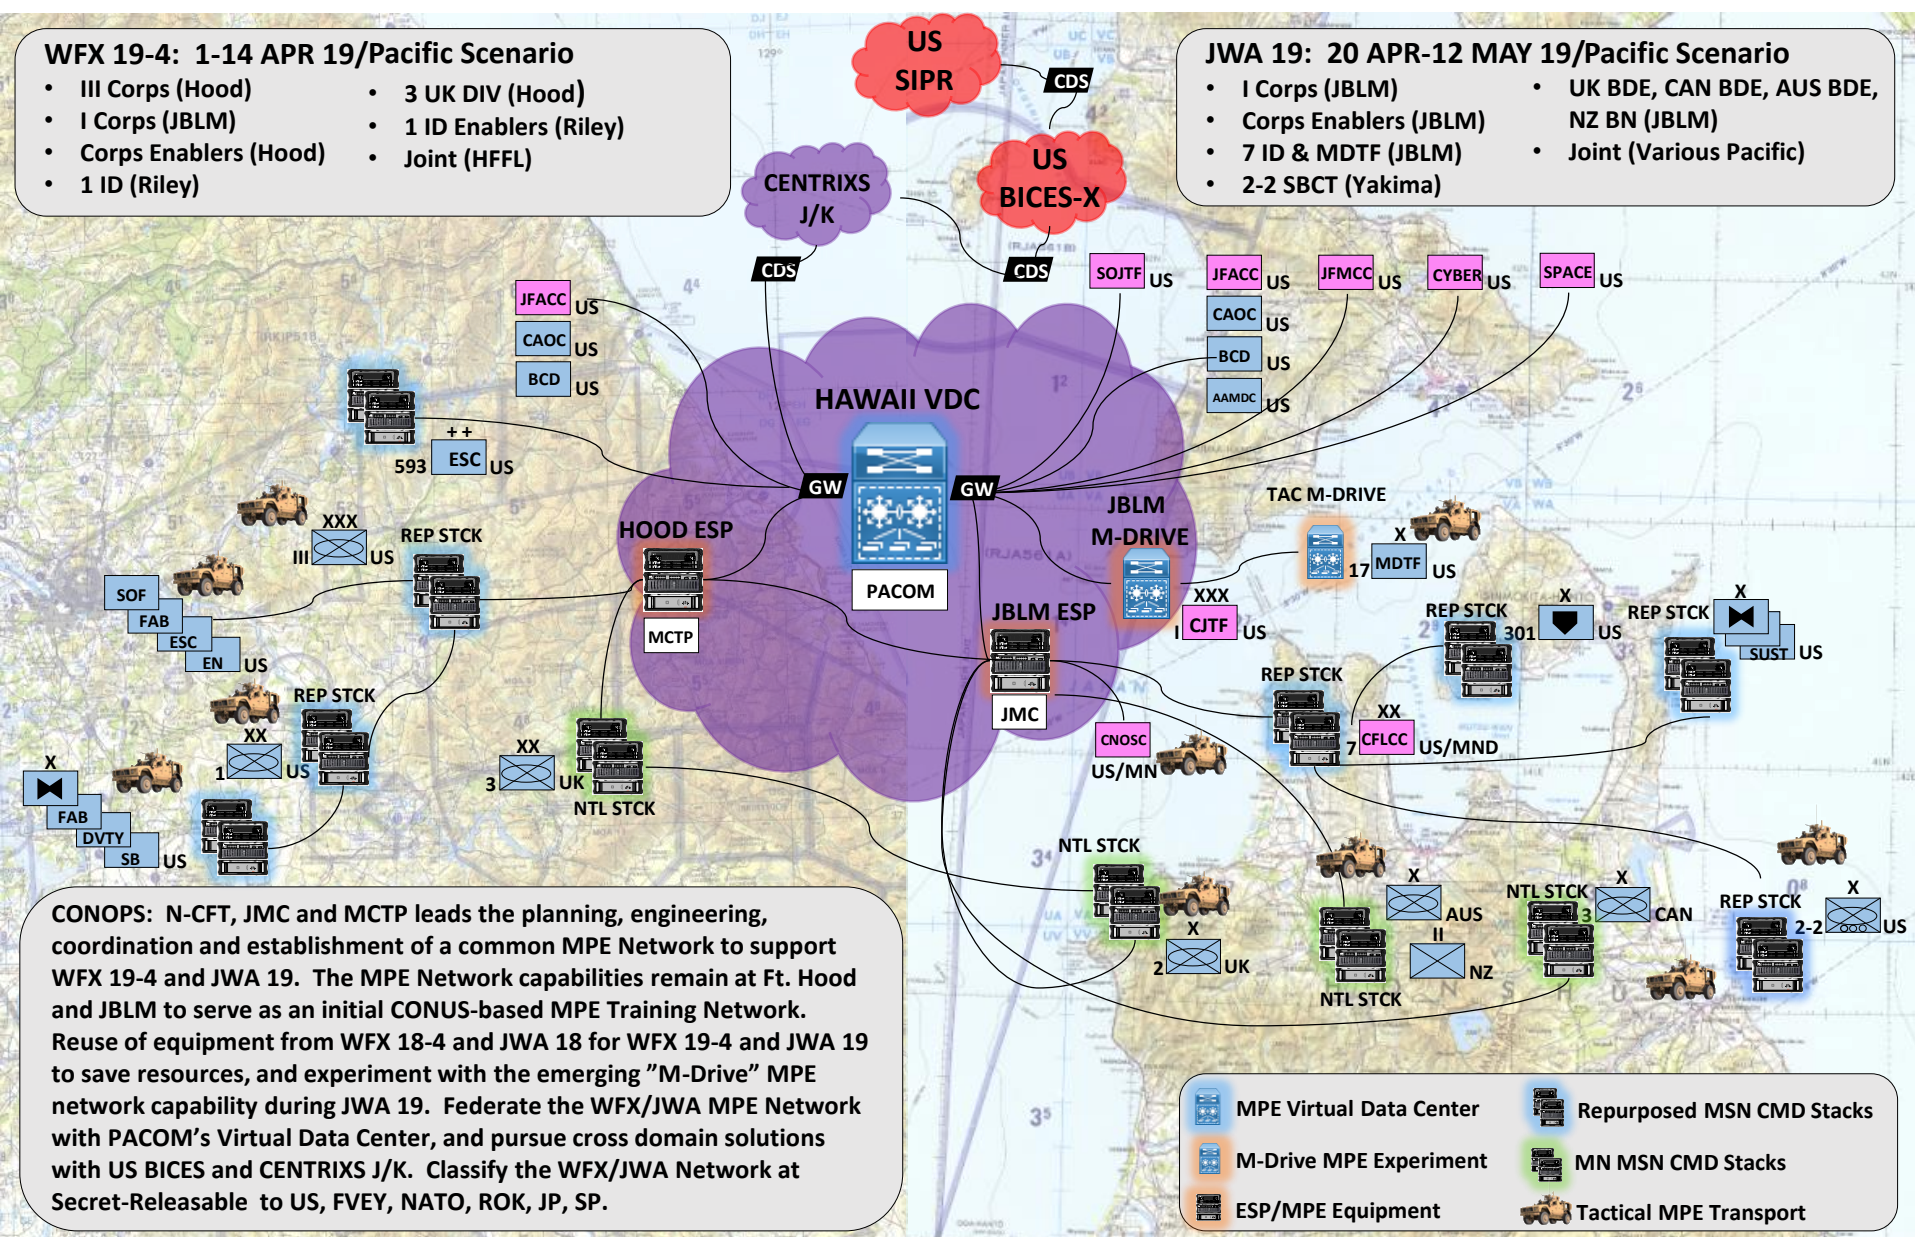 WFX 19-4: 1-14 APR 19/Pacific Scenario
• III Corps (Hood)
• I Corps (JBLM)
• Corps Enablers (Hood)
• 1 ID (Riley)
• 3 UK DIV (Hood)
• 1 ID Enablers (Riley)
• Joint (HFFL)
US
SIPR
CDS
US
BICES-X
CENTRIXS
J/K
CDS
CDS
JWA 19: 20 APR-12 MAY 19/Pacific Scenario
• I Corps (JBLM)
• Corps Enablers (JBLM)
• 7 ID & MDTF (JBLM)
• 2-2 SBCT (Yakima)
• UK BDE, CAN BDE, AUS BDE,
NZ BN (JBLM)
• Joint (Various Pacific)
JFACC US
CAOC US
BCD US
SOJTF US
JFACC US
CAOC US
BCD US
AAMDC US
JFMCC US
CYBER US
SPACE US
HAWAII VDC
GW
GW
PACOM
++
593 ESC US
XXX
III US
REP STCK
SOF
FAB
ESC
EN US
HOOD ESP
MCTP
JBLM
M-DRIVE
XXX
I CJTF US
TAC M-DRIVE
X
17 MDTF US
JBLM ESP
JMC
CNOSC
US/MN
REP STCK
XX
7 CFLCC US/MND
REP STCK
X
301 US
REP STCK
X
SUST US
REP STCK
XX
1 US
X
FAB
DVTY
SB US
XX
3 UK
NTL STCK
NTL STCK
X
2 UK
X
AUS
II
NZ
NTL STCK
NTL STCK
X
3 CAN
REP STCK
X
2-2 US
CONOPS: N-CFT, JMC and MCTP leads the planning, engineering,
coordination and establishment of a common MPE Network to support
WFX 19-4 and JWA 19. The MPE Network capabilities remain at Ft. Hood
and JBLM to serve as an initial CONUS-based MPE Training Network.
Reuse of equipment from WFX 18-4 and JWA 18 for WFX 19-4 and JWA 19
to save resources, and experiment with the emerging ”M-Drive” MPE
network capability during JWA 19. Federate the WFX/JWA MPE Network
with PACOM’s Virtual Data Center, and pursue cross domain solutions
with US BICES and CENTRIXS J/K. Classify the WFX/JWA Network at
Secret-Releasable to US, FVEY, NATO, ROK, JP, SP.
MPE Virtual Data Center
M-Drive MPE Experiment
ESP/MPE Equipment
Repurposed MSN CMD Stacks
MN MSN CMD Stacks
Tactical MPE Transport